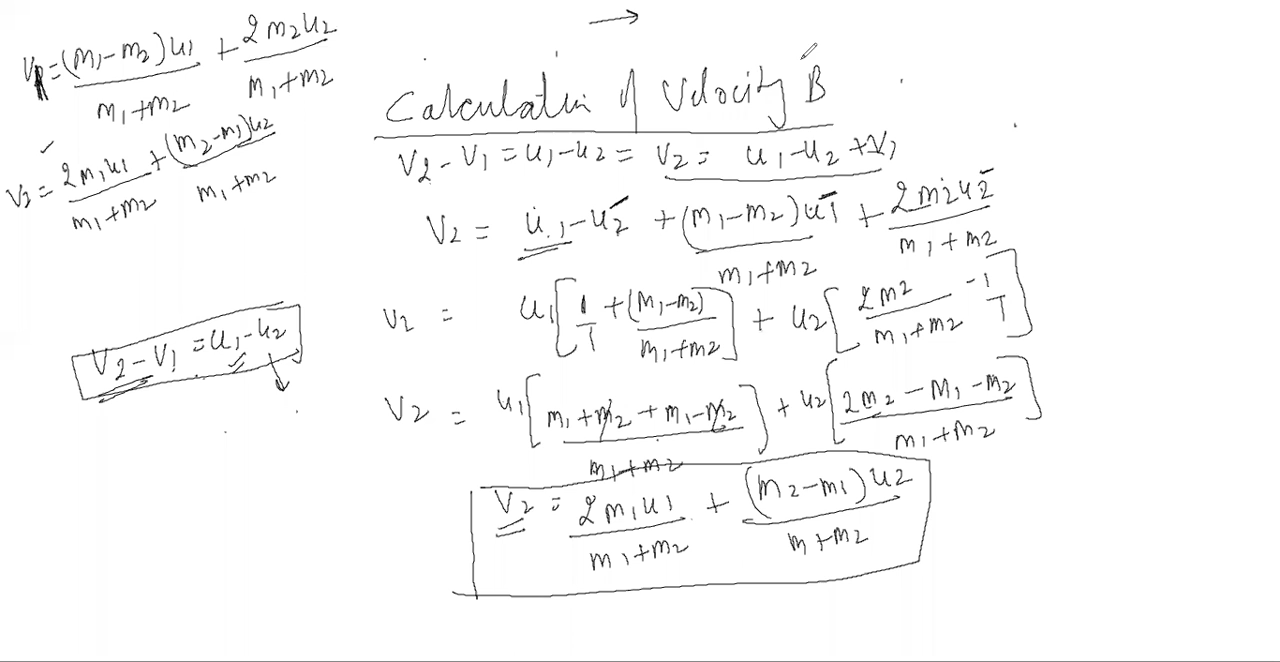 V1 = (m1-m2)u1/m1+m2 + 2m2u2/m1+m2
V2 = 2m1u1/m1+m2 + (m2-m1)u2/m1+m2
V2-V1 = u1-u2
Calculation of Velocity B
V2-V1 = u1-u2 = V2 = u1-u2+V1
V2 = u1-u2 + (m1-m2)u1/m1+m2 + 2m2u2/m1+m2
V2 = u1[1/1 + (m1-m2)/m1+m2] + u2[2m2/m1+m2 - 1/1]
V2 = u1[m1+m2+m1-m2/m1+m2] + u2[2m2-m1-m2/m1+m2]
V2 = 2m1u1/m1+m2 + (m2-m1)u2/m+m2